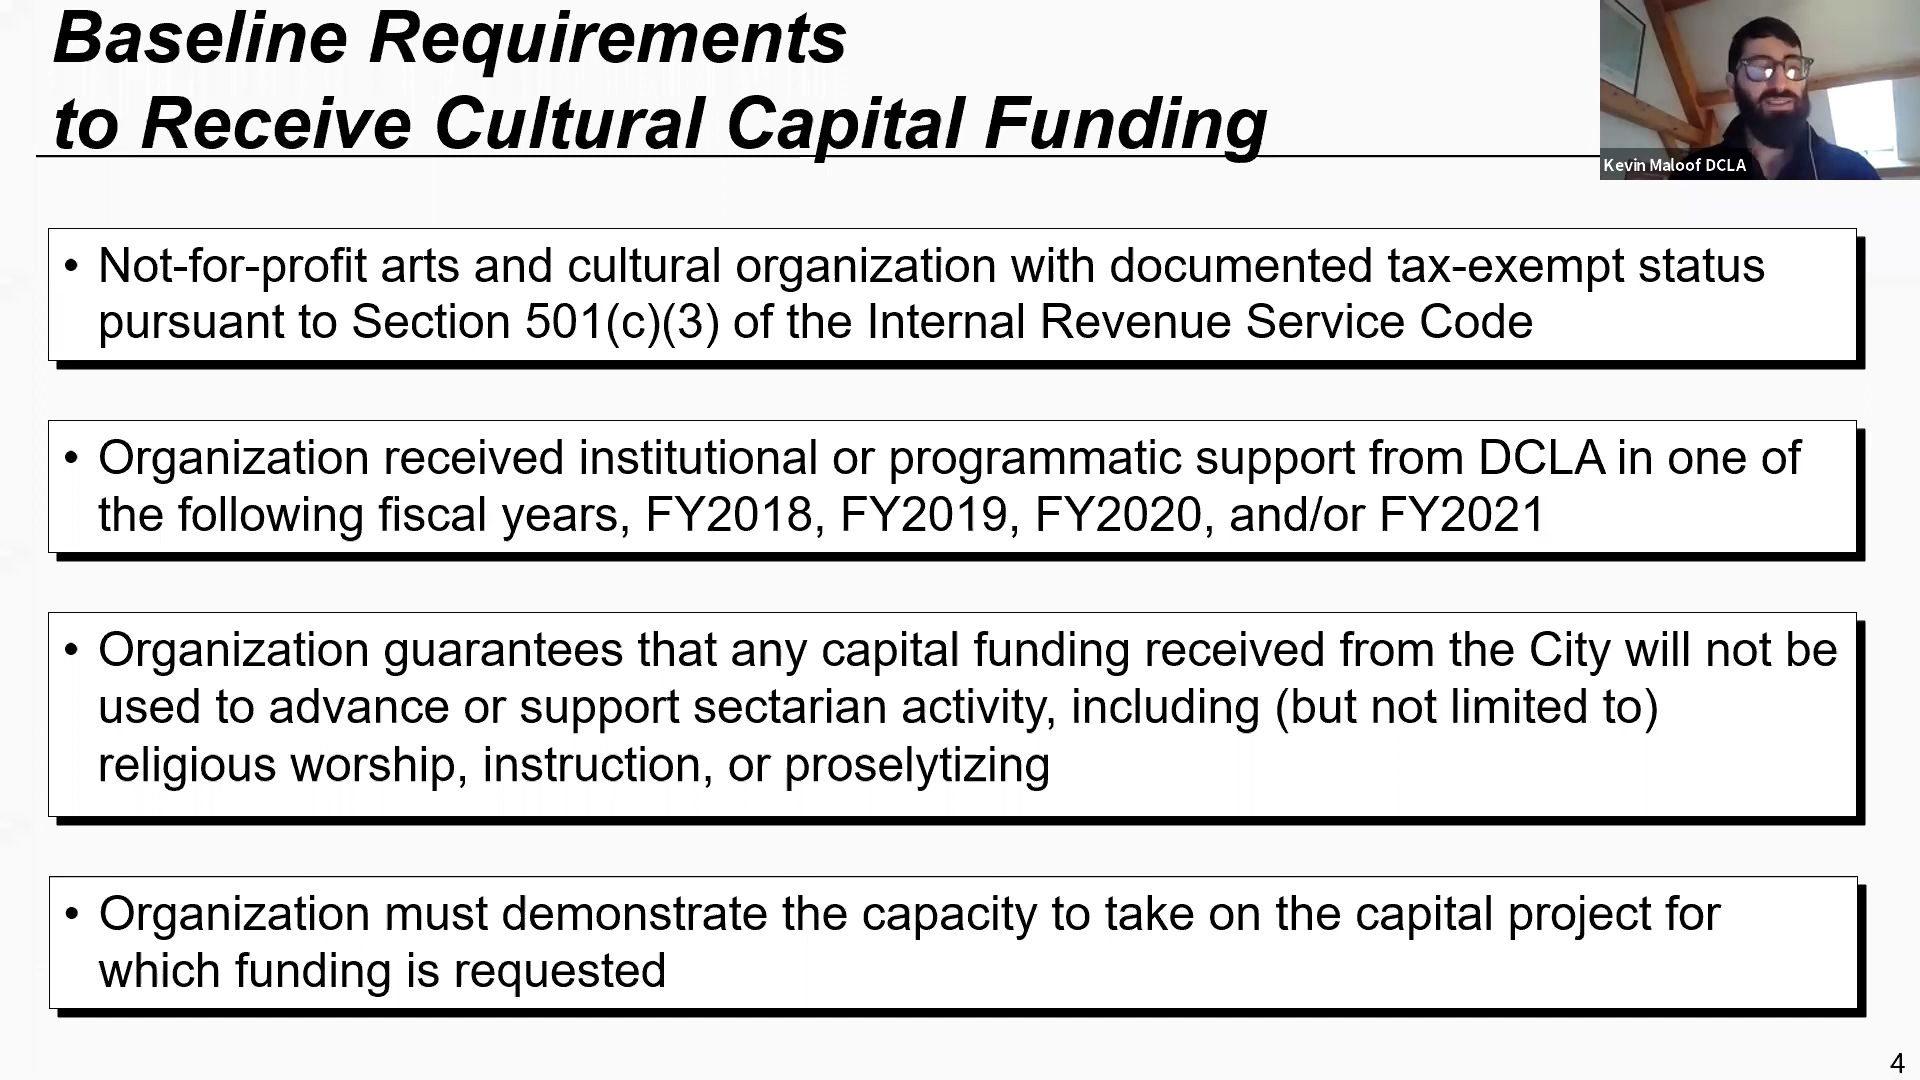 Baseline Requirements
to Receive Cultural Capital Funding
Kevin Maloof DCLA
• Not-for-profit arts and cultural organization with documented tax-exempt status
pursuant to Section 501(c)(3) of the Internal Revenue Service Code
• Organization received institutional or programmatic support from DCLA in one of
the following fiscal years, FY2018, FY2019, FY2020, and/or FY2021
• Organization guarantees that any capital funding received from the City will not be
used to advance or support sectarian activity, including (but not limited to)
religious worship, instruction, or proselytizing
• Organization must demonstrate the capacity to take on the capital project for
which funding is requested
4